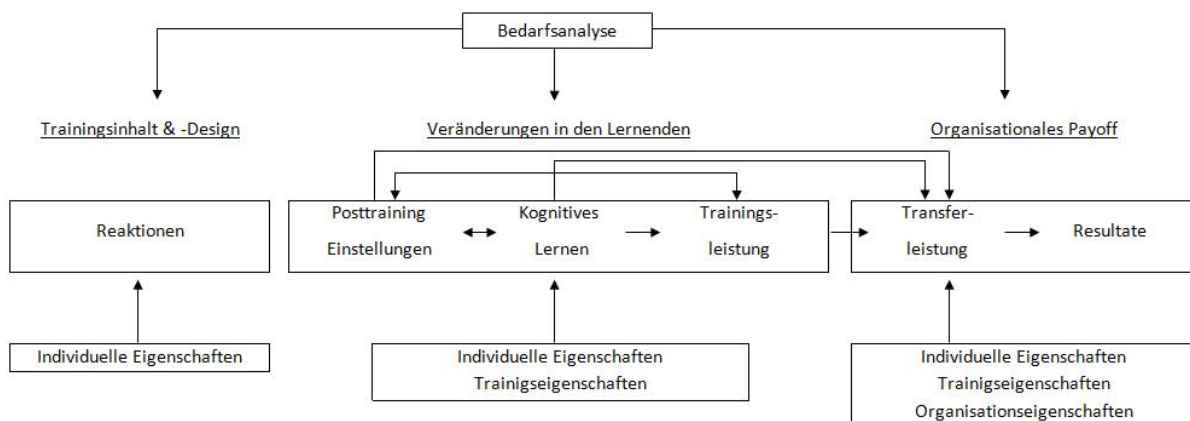 Bedarfsanalyse
Trainingsinhalt & -Design
Veränderungen in den Lernenden
Organisationales Payoff
Reaktionen
Posttraining
Einstellungen
Kognitives
Lernen
Trainings-
leistung
Transfer-
leistung
Resultate
Individuelle Eigenschaften
Individuelle Eigenschaften
Trainigseigenschaften
Individuelle Eigenschaften
Trainigseigenschaften
Organisationseigenschaften